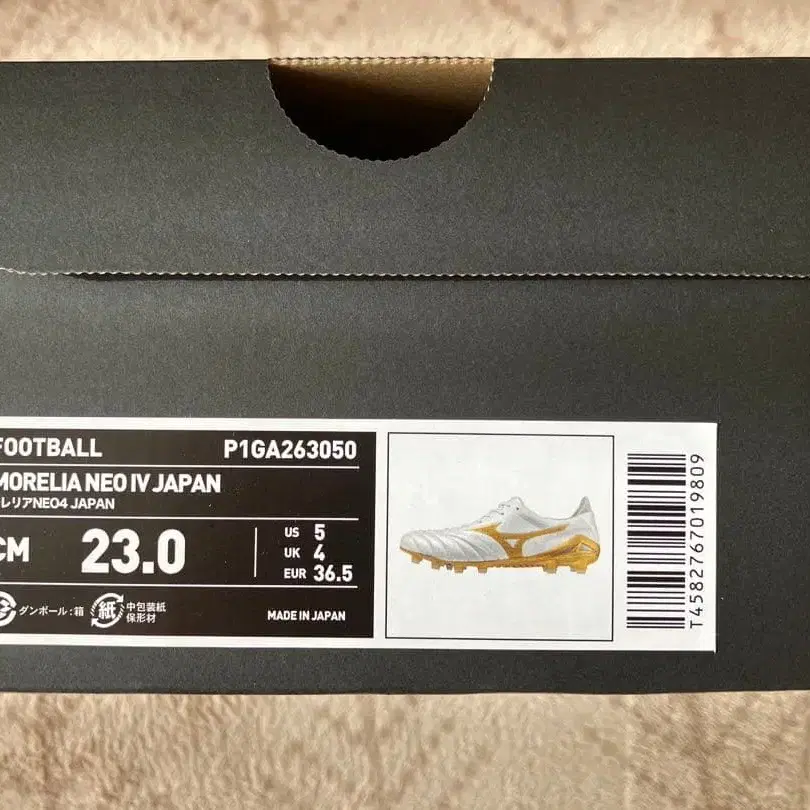 FOOTBALL P1GA263050
MORELIA NEO IV JAPAN
レリアNEO4 JAPAN
CM 23.0
US 5
UK 4
EUR 36.5
ダンボール:箱
紙
中包装紙
保形材
MADE IN JAPAN
T4582767019809